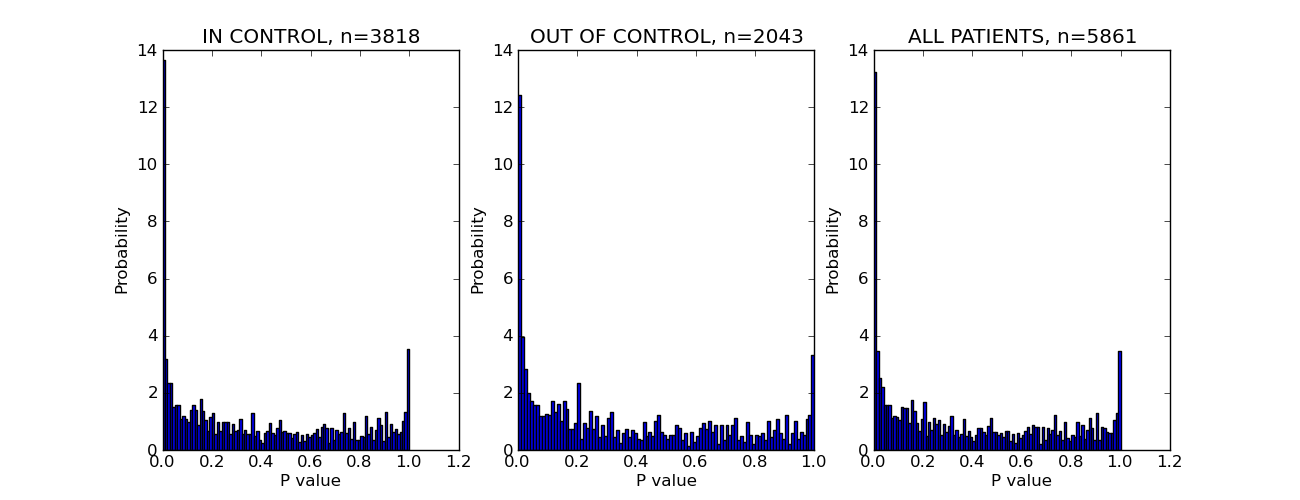 IN CONTROL, n=3818
OUT OF CONTROL, n=2043
ALL PATIENTS, n=5861
14
12
10
8
6
4
2
0
Probability
0.0 0.2 0.4 0.6 0.8 1.0 1.2
P value
14
12
10
8
6
4
2
0
Probability
0.0 0.2 0.4 0.6 0.8 1.0
P value
14
12
10
8
6
4
2
0
Probability
0.0 0.2 0.4 0.6 0.8 1.0 1.2
P value